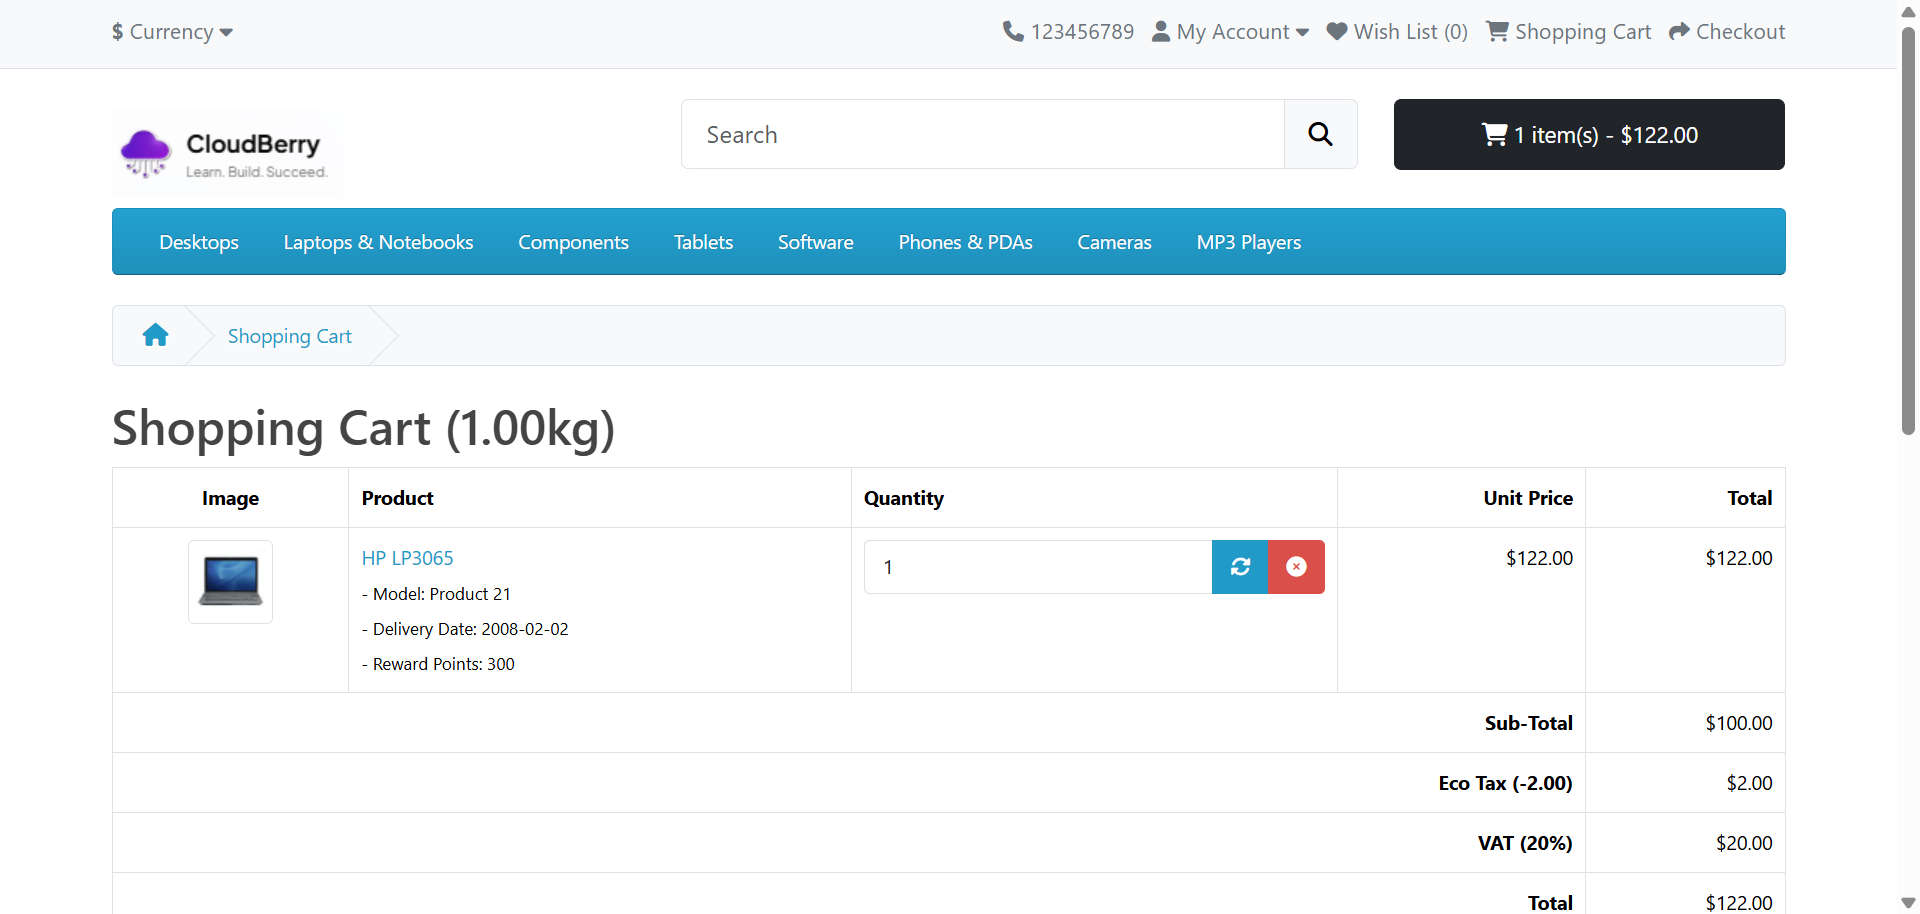 $ Currency
123456789 My Account Wish List (0) Shopping Cart Checkout
CloudBerry
Learn. Build. Succeed.
Search
1 item(s) - $122.00
Desktops Laptops & Notebooks Components Tablets Software Phones & PDAs Cameras MP3 Players
Shopping Cart
Shopping Cart (1.00kg)
Image Product Quantity Unit Price Total
HP LP3065 1 $122.00 $122.00
- Model: Product 21
- Delivery Date: 2008-02-02
- Reward Points: 300
Sub-Total $100.00
Eco Tax (-2.00) $2.00
VAT (20%) $20.00
Total $122.00